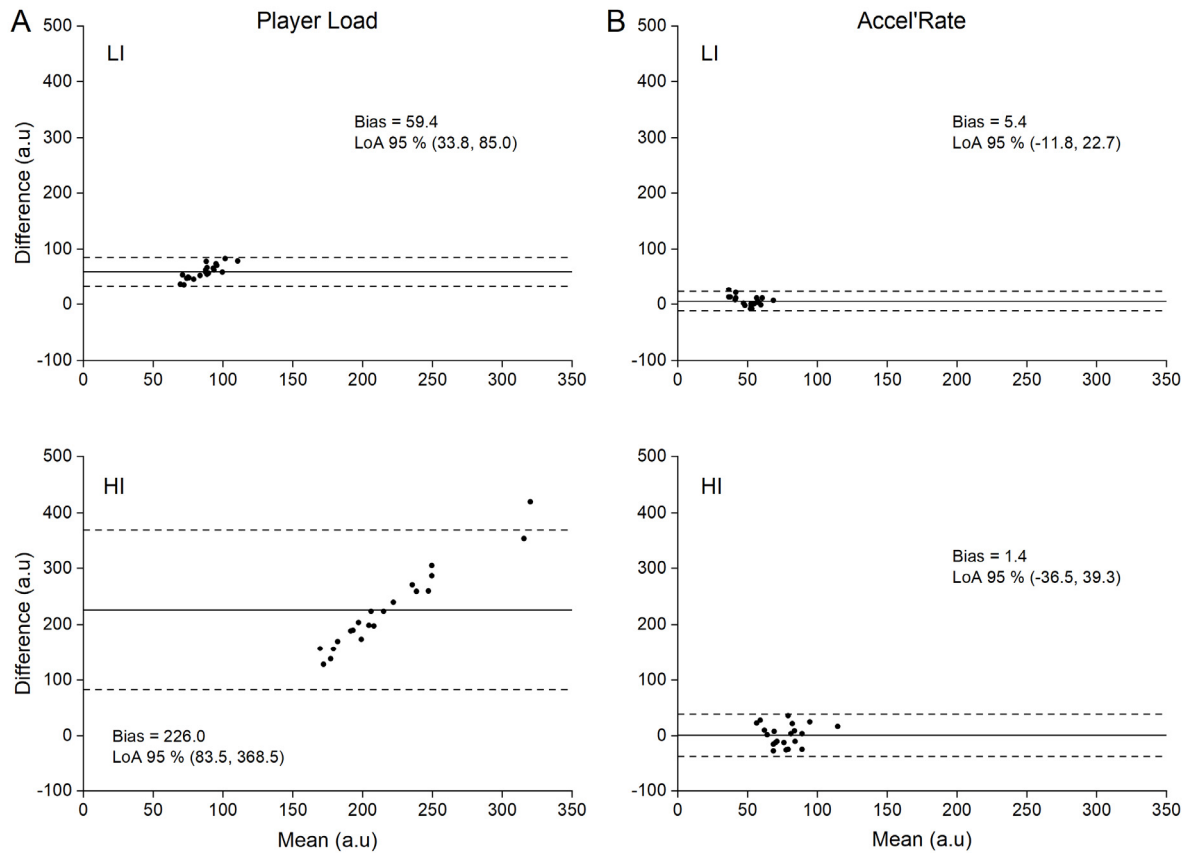 A
Player Load
LI
Bias = 59.4
LoA 95 % (33.8, 85.0)
Difference (a.u)
500
400
300
200
100
0
-100
0 50 100 150 200 250 300 350
B
Accel'Rate
LI
Bias = 5.4
LoA 95 % (-11.8, 22.7)
Difference (a.u)
500
400
300
200
100
0
-100
0 50 100 150 200 250 300 350
HI
Bias = 226.0
LoA 95 % (83.5, 368.5)
Difference (a.u)
500
400
300
200
100
0
-100
0 50 100 150 200 250 300 350
Mean (a.u)
HI
Bias = 1.4
LoA 95 % (-36.5, 39.3)
Difference (a.u)
500
400
300
200
100
0
-100
0 50 100 150 200 250 300 350
Mean (a.u)